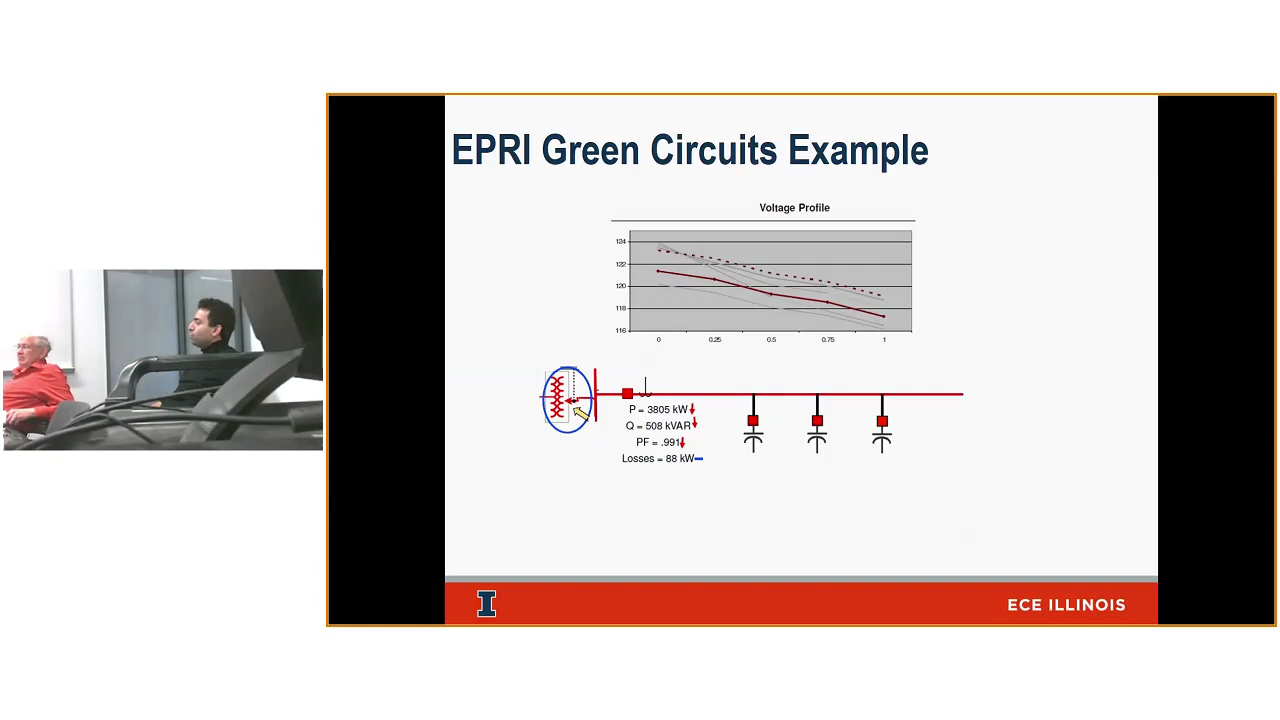 EPRI Green Circuits Example
Voltage Profile
124
122
120
118
116
0 0.25 0.5 0.75 1
P = 3805 kW
Q = 508 kVAR
PF = .991
Losses = 88 kW
I
ECE ILLINOIS